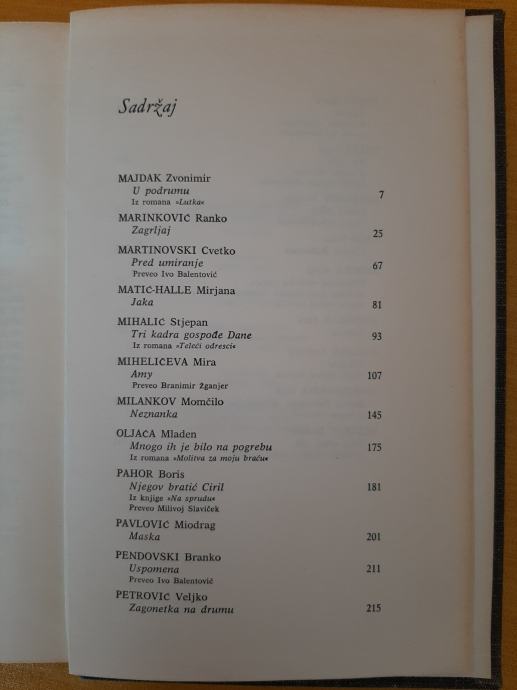 Sadržaj
MAJDAK Zvonimir
U podrumu 7
Iz romana »Lutka«
MARINKOVIĆ Ranko
Zagrljaj 25
MARTINOVSKI Cvetko
Pred umiranje 67
Preveo Ivo Balentović
MATIĆ-HALLE Mirjana
Jaka 81
MIHALIĆ Stjepan
Tri kadra gospođe Dane 93
Iz romana »Teleći odresci«
MIHELIČEVA Mira
Amy 107
Preveo Branimir Žganjer
MILANKOV Momčilo
Neznanka 145
OLJAČA Mladen
Mnogo ih je bilo na pogrebu 175
Iz romana »Molitva za moju braću«
PAHOR Boris
Njegov bratić Ciril 181
Iz knjige »Na sprudu«
Preveo Milivoj Slaviček
PAVLOVIĆ Miodrag
Maska 201
PENDOVSKI Branko
Uspomena 211
Preveo Ivo Balentović
PETROVIĆ Veljko
Zagonetka na drumu 215